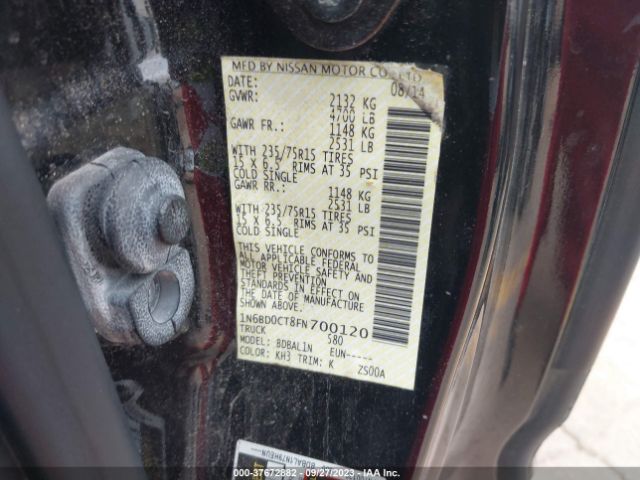 MFD BY NISSAN MOTOR CO., LTD
DATE: 08/14
GVWR: 2132 KG
4700 LB
GAWR FR.: 1148 KG
2531 LB
WITH 235/75R15 TIRES
15 X 6.5 RIMS AT 35 PSI
COLD SINGLE
GAWR RR.: 1148 KG
2531 LB
WITH 235/75R15 TIRES
15 X 6.5 RIMS AT 35 PSI
COLD SINGLE
THIS VEHICLE CONFORMS TO
ALL APPLICABLE FEDERAL
MOTOR VEHICLE SAFETY AND
THEFT PREVENTION
STANDARDS IN EFFECT ON
THE DATE OF MANUFACTURE
SHOWN ABOVE.
1N6BD0CT8FN700120
TRUCK S80
MODEL: BDBALIN EUN-----
COLOR: KH3 TRIM: K ZS00A
000-37672882 - 09/27/2023 - IAAI.COM